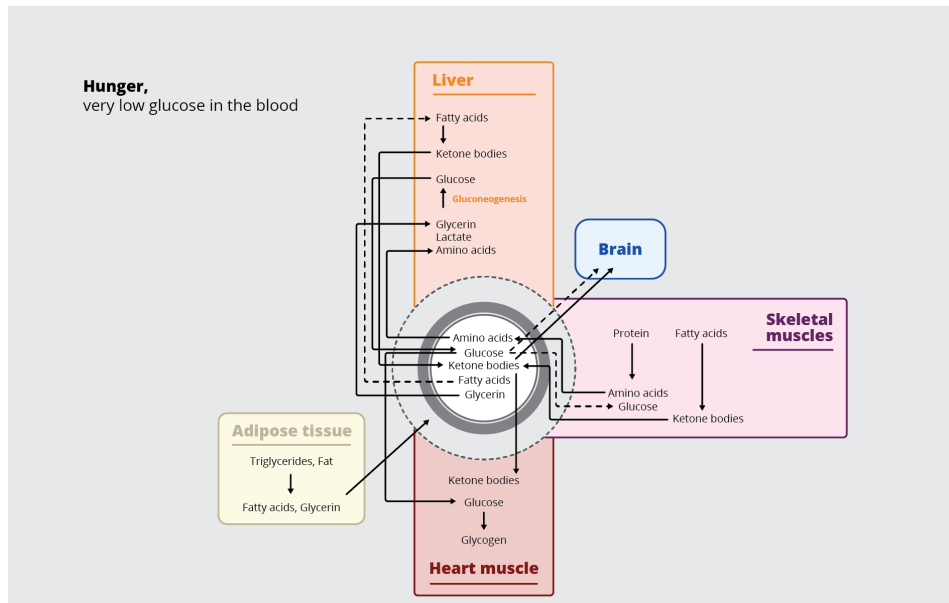 Hunger,
very low glucose in the blood
Liver
Fatty acids
Ketone bodies
Glucose
Gluconeogenesis
Glycerin
Lactate
Amino acids
Brain
Skeletal
muscles
Protein
Fatty acids
Amino acids
Glucose
Ketone bodies
Amino acids
Glucose
Ketone bodies
Fatty acids
Glycerin
Adipose tissue
Triglycerides, Fat
Fatty acids, Glycerin
Ketone bodies
Glucose
Glycogen
Heart muscle